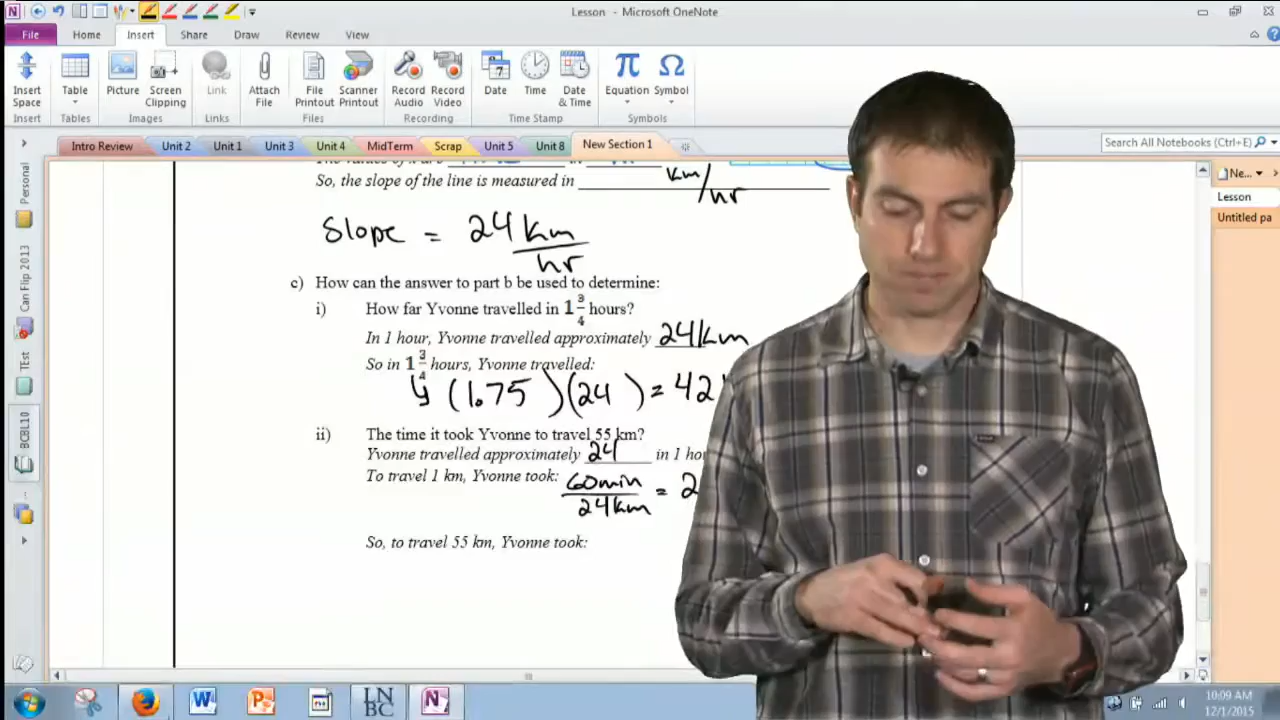 Lesson - Microsoft OneNote
File Home Insert Share Draw Review View
Insert Space Table Picture Screen Clipping Link Attach File File Printout Scanner Printout Record Audio Record Video Date Time Date & Time Equation Symbol
Insert Tables Images Links Files Recording Time Stamp Symbols
Intro Review Unit 2 Unit 1 Unit 3 Unit 4 MidTerm Scrap Unit 5 Unit 8 New Section 1
Search All Notebooks (Ctrl+E)
Ne...
Lesson
Untitled pa
Personal
Can Flip 2013
TEst
BCBL10
So, the slope of the line is measured in km/hr
Slope = 24 km/hr
c) How can the answer to part b be used to determine:
i) How far Yvonne travelled in 1 3/4 hours?
In 1 hour, Yvonne travelled approximately 24km
So in 1 3/4 hours, Yvonne travelled:
(1.75)(24) = 42
ii) The time it took Yvonne to travel 55 km?
Yvonne travelled approximately 24 in 1
To travel 1 km, Yvonne took: 60min/24km =
So, to travel 55 km, Yvonne took:
LN BC
10:09 AM
12/1/2015